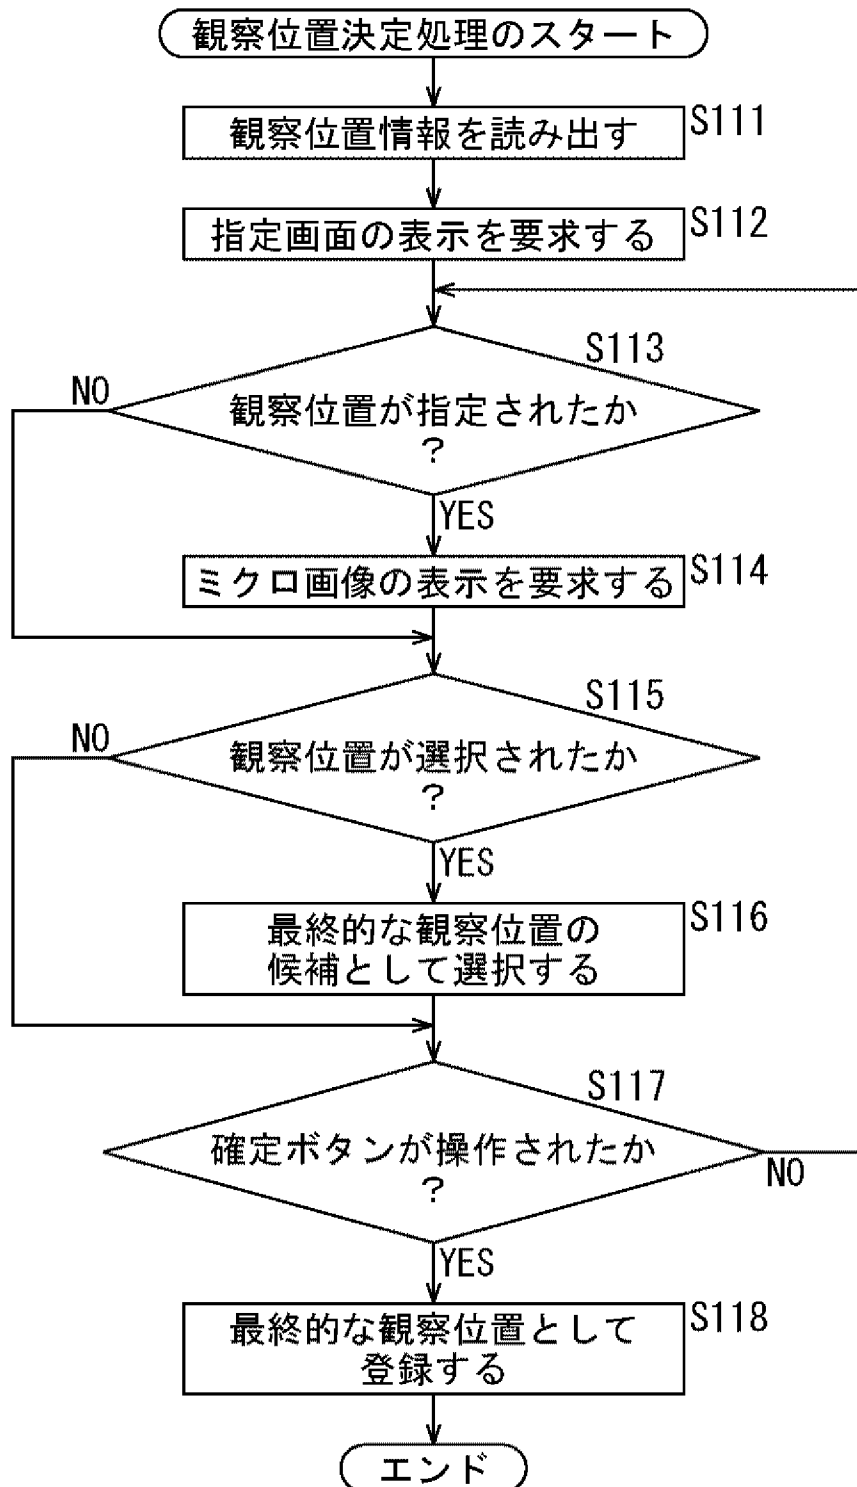 観察位置決定処理のスタート
観察位置情報を読み出す
S111
指定画面の表示を要求する
S112
S113
NO
観察位置が指定されたか
?
YES
ミクロ画像の表示を要求する
S114
S115
NO
観察位置が選択されたか
?
YES
最終的な観察位置の
候補として選択する
S116
S117
確定ボタンが操作されたか
?
NO
YES
最終的な観察位置として
登録する
S118
エンド